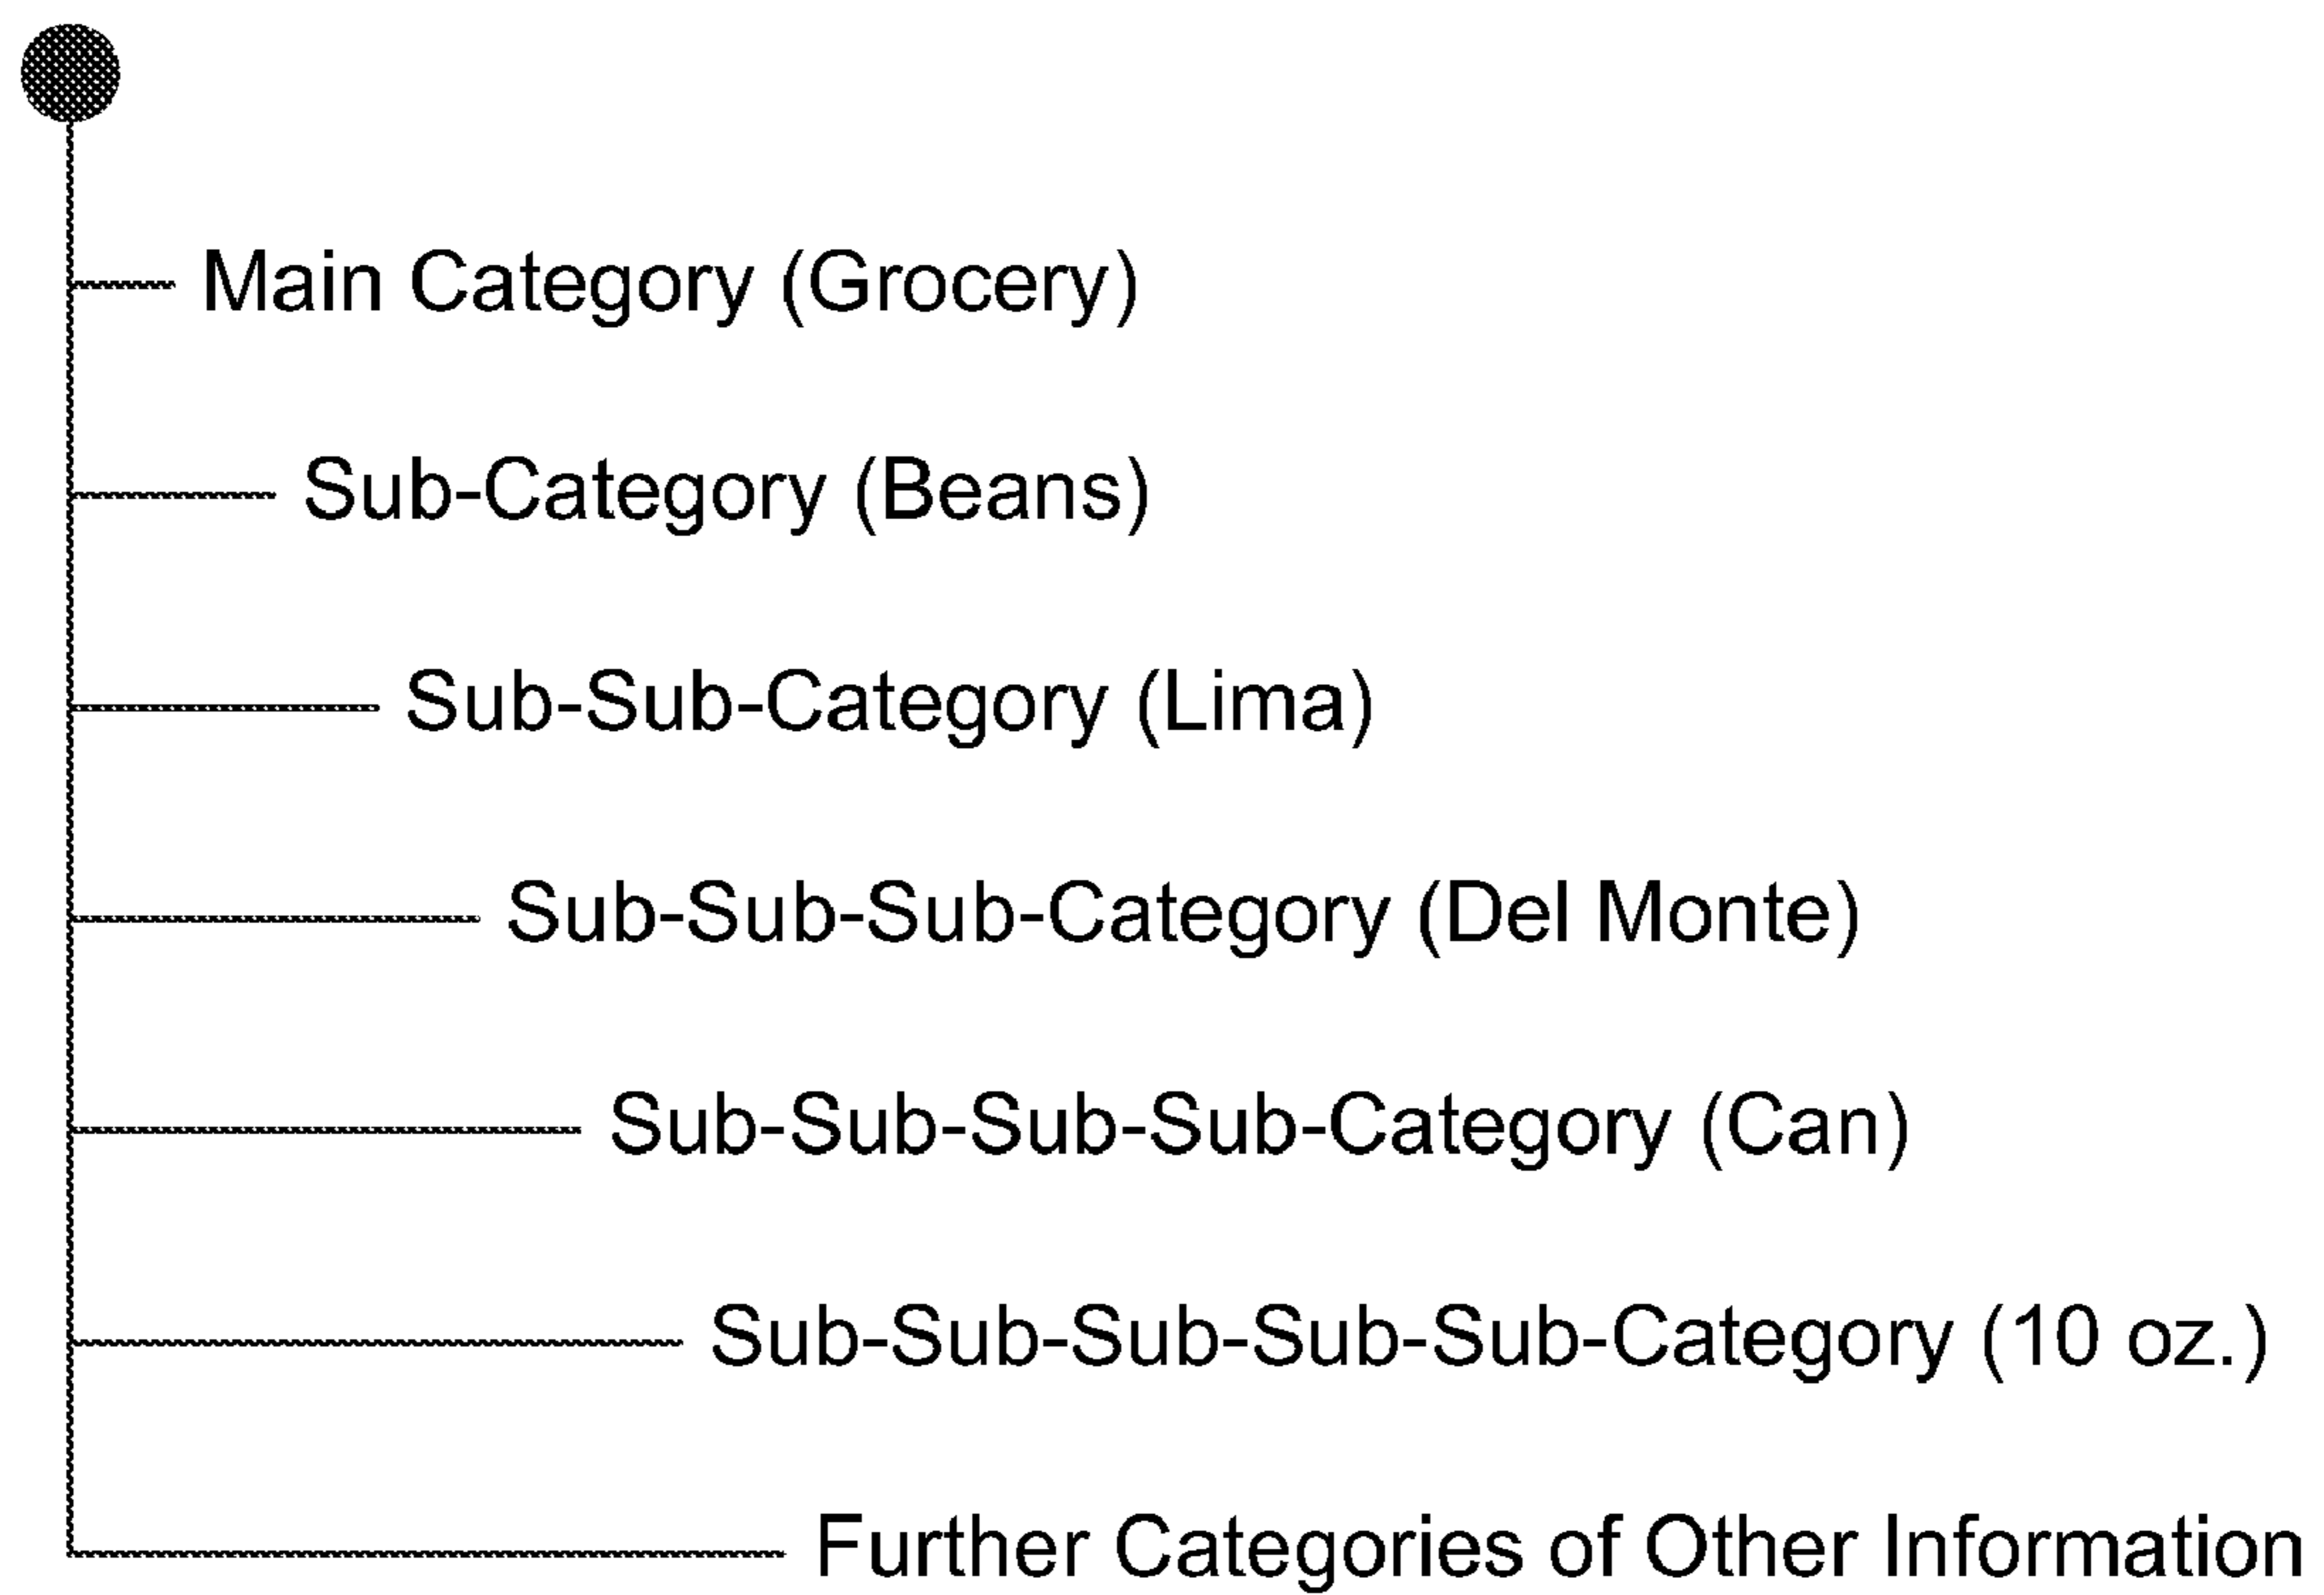 Main Category (Grocery)
Sub-Category (Beans)
Sub-Sub-Category (Lima)
Sub-Sub-Sub-Category (Del Monte)
Sub-Sub-Sub-Sub-Category (Can)
Sub-Sub-Sub-Sub-Sub-Category (10 oz.)
Further Categories of Other Information